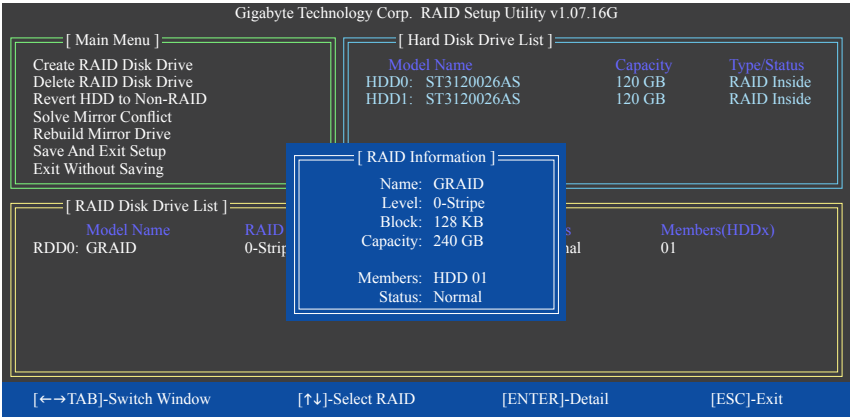 Gigabyte Technology Corp. RAID Setup Utility v1.07.16G
[ Main Menu ]
Create RAID Disk Drive
Delete RAID Disk Drive
Revert HDD to Non-RAID
Solve Mirror Conflict
Rebuild Mirror Drive
Save And Exit Setup
Exit Without Saving
[ Hard Disk Drive List ]
Model Name Capacity Type/Status
HDD0: ST3120026AS 120 GB RAID Inside
HDD1: ST3120026AS 120 GB RAID Inside
[ RAID Information ]
Name: GRAID
Level: 0-Stripe
Block: 128 KB
Capacity: 240 GB
Members: HDD 01
Status: Normal
[ RAID Disk Drive List ]
Model Name RAID s Members(HDDx)
RDD0: GRAID 0-Strip al 01
[←→TAB]-Switch Window [↑↓]-Select RAID [ENTER]-Detail [ESC]-Exit